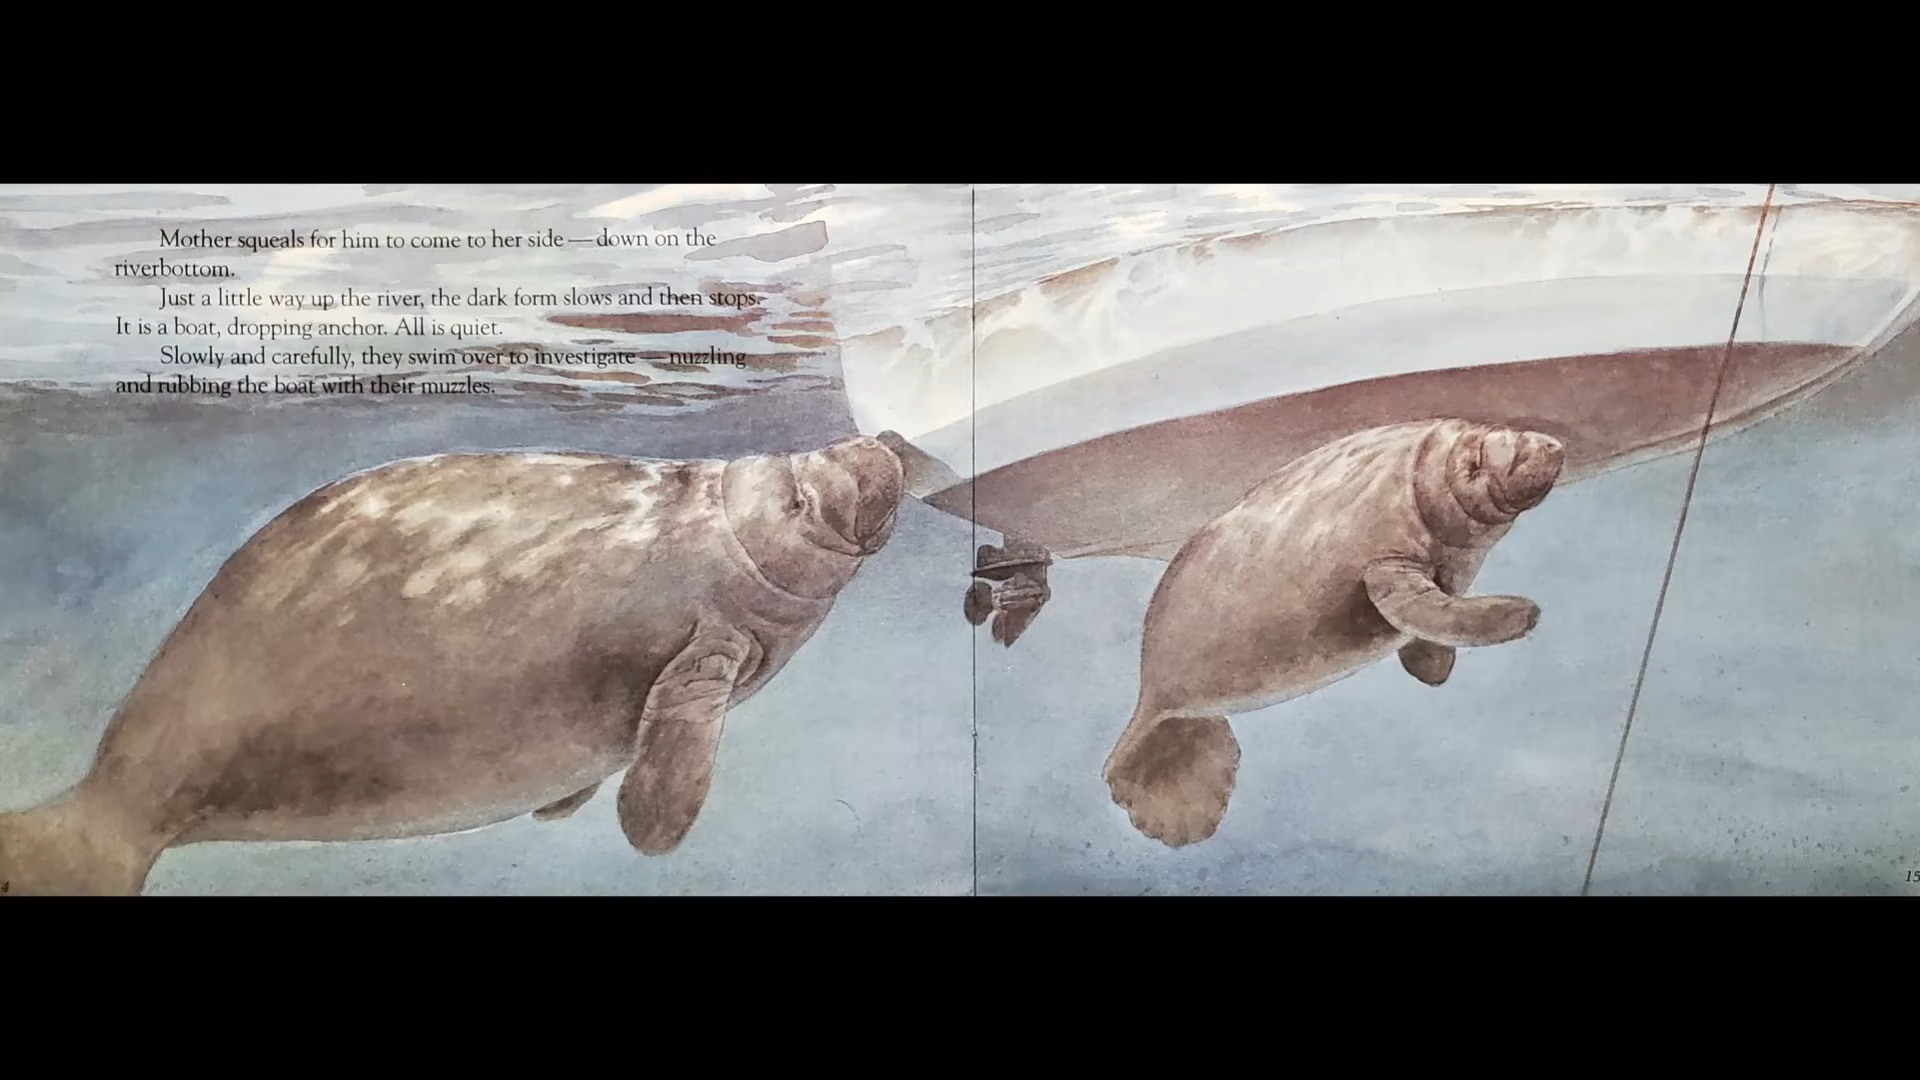 Mother squeals for him to come to her side — down on the
riverbottom.
Just a little way up the river, the dark form slows and then stops.
It is a boat, dropping anchor. All is quiet.
Slowly and carefully, they swim over to investigate — nuzzling
and rubbing the boat with their muzzles.
4
15